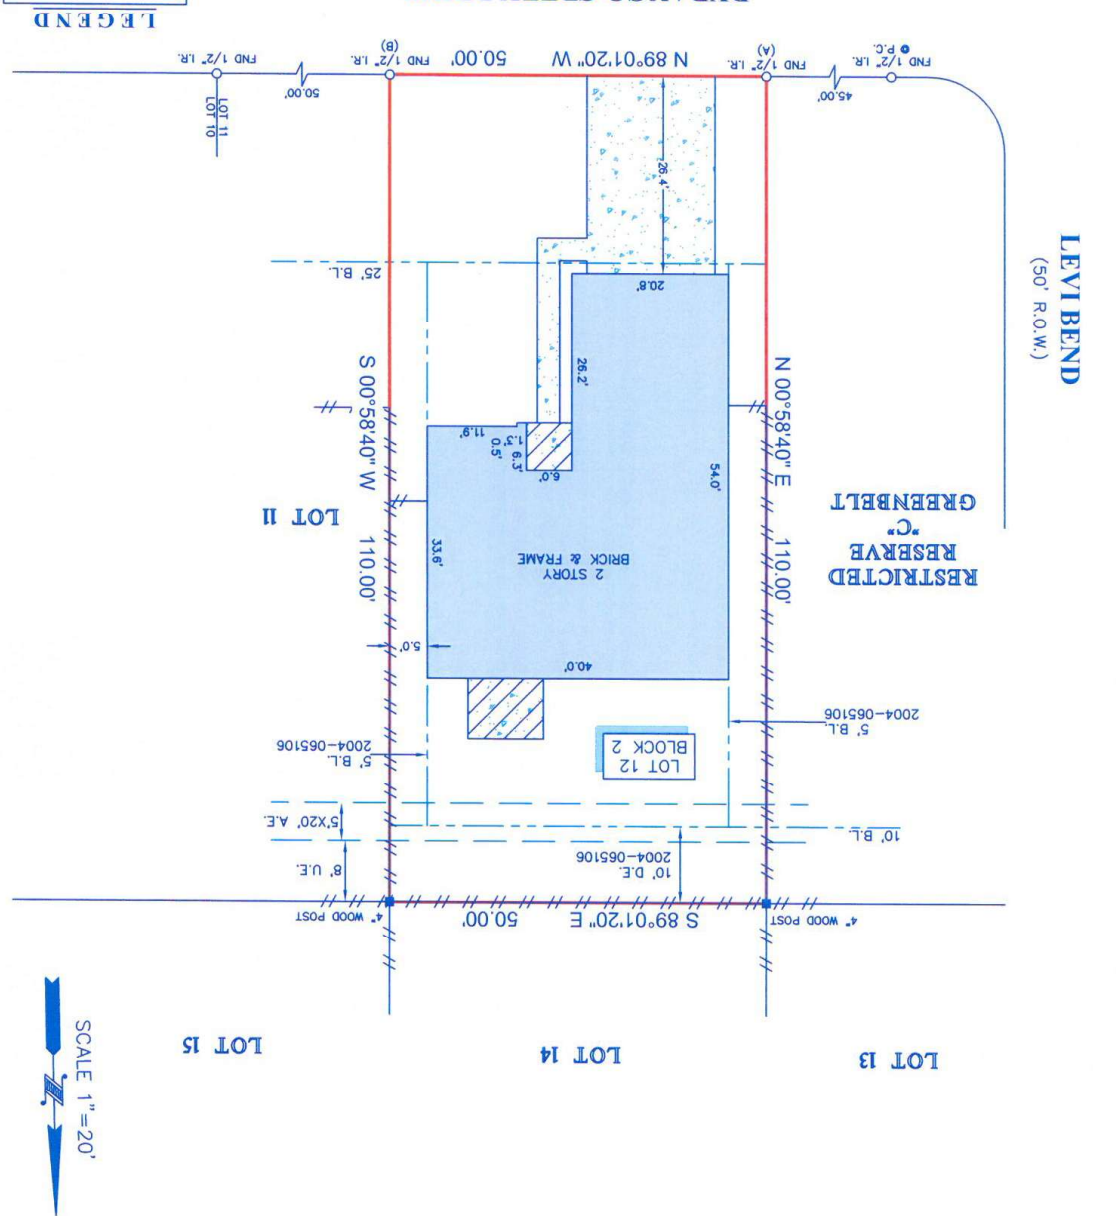 SCALE 1"=20'
LOT 13
LOT 14
LOT 15
4" WOOD POST
S 89°01'20" E 50.00'
4" WOOD POST
10' D.E.
2004-065106
8' U.E.
10' B.L.
5'X20' A.E.
LOT 12
BLOCK 2
5' B.L.
2004-065106
5' B.L.
2004-065106
40.0'
5.0'
RESTRICTED
RESERVE
"C"
GREENBELT
2 STORY
BRICK & FRAME
33.6'
N 00°58'40" E 110.00'
54.0'
6.0'
6.3'
0.5'
1.3'
11.9'
LOT 11
S 00°58'40" W 110.00'
26.2'
20.8'
25' B.L.
LEVI BEND
(50' R.O.W.)
26.4'
45.00'
50.00'
LOT 11
LOT 10
FND 1/2" I.R.
P.C.
FND 1/2" I.R.
(A)
N 89°01'20" W 50.00'
FND 1/2" I.R.
(B)
FND 1/2" I.R.
LEGEND